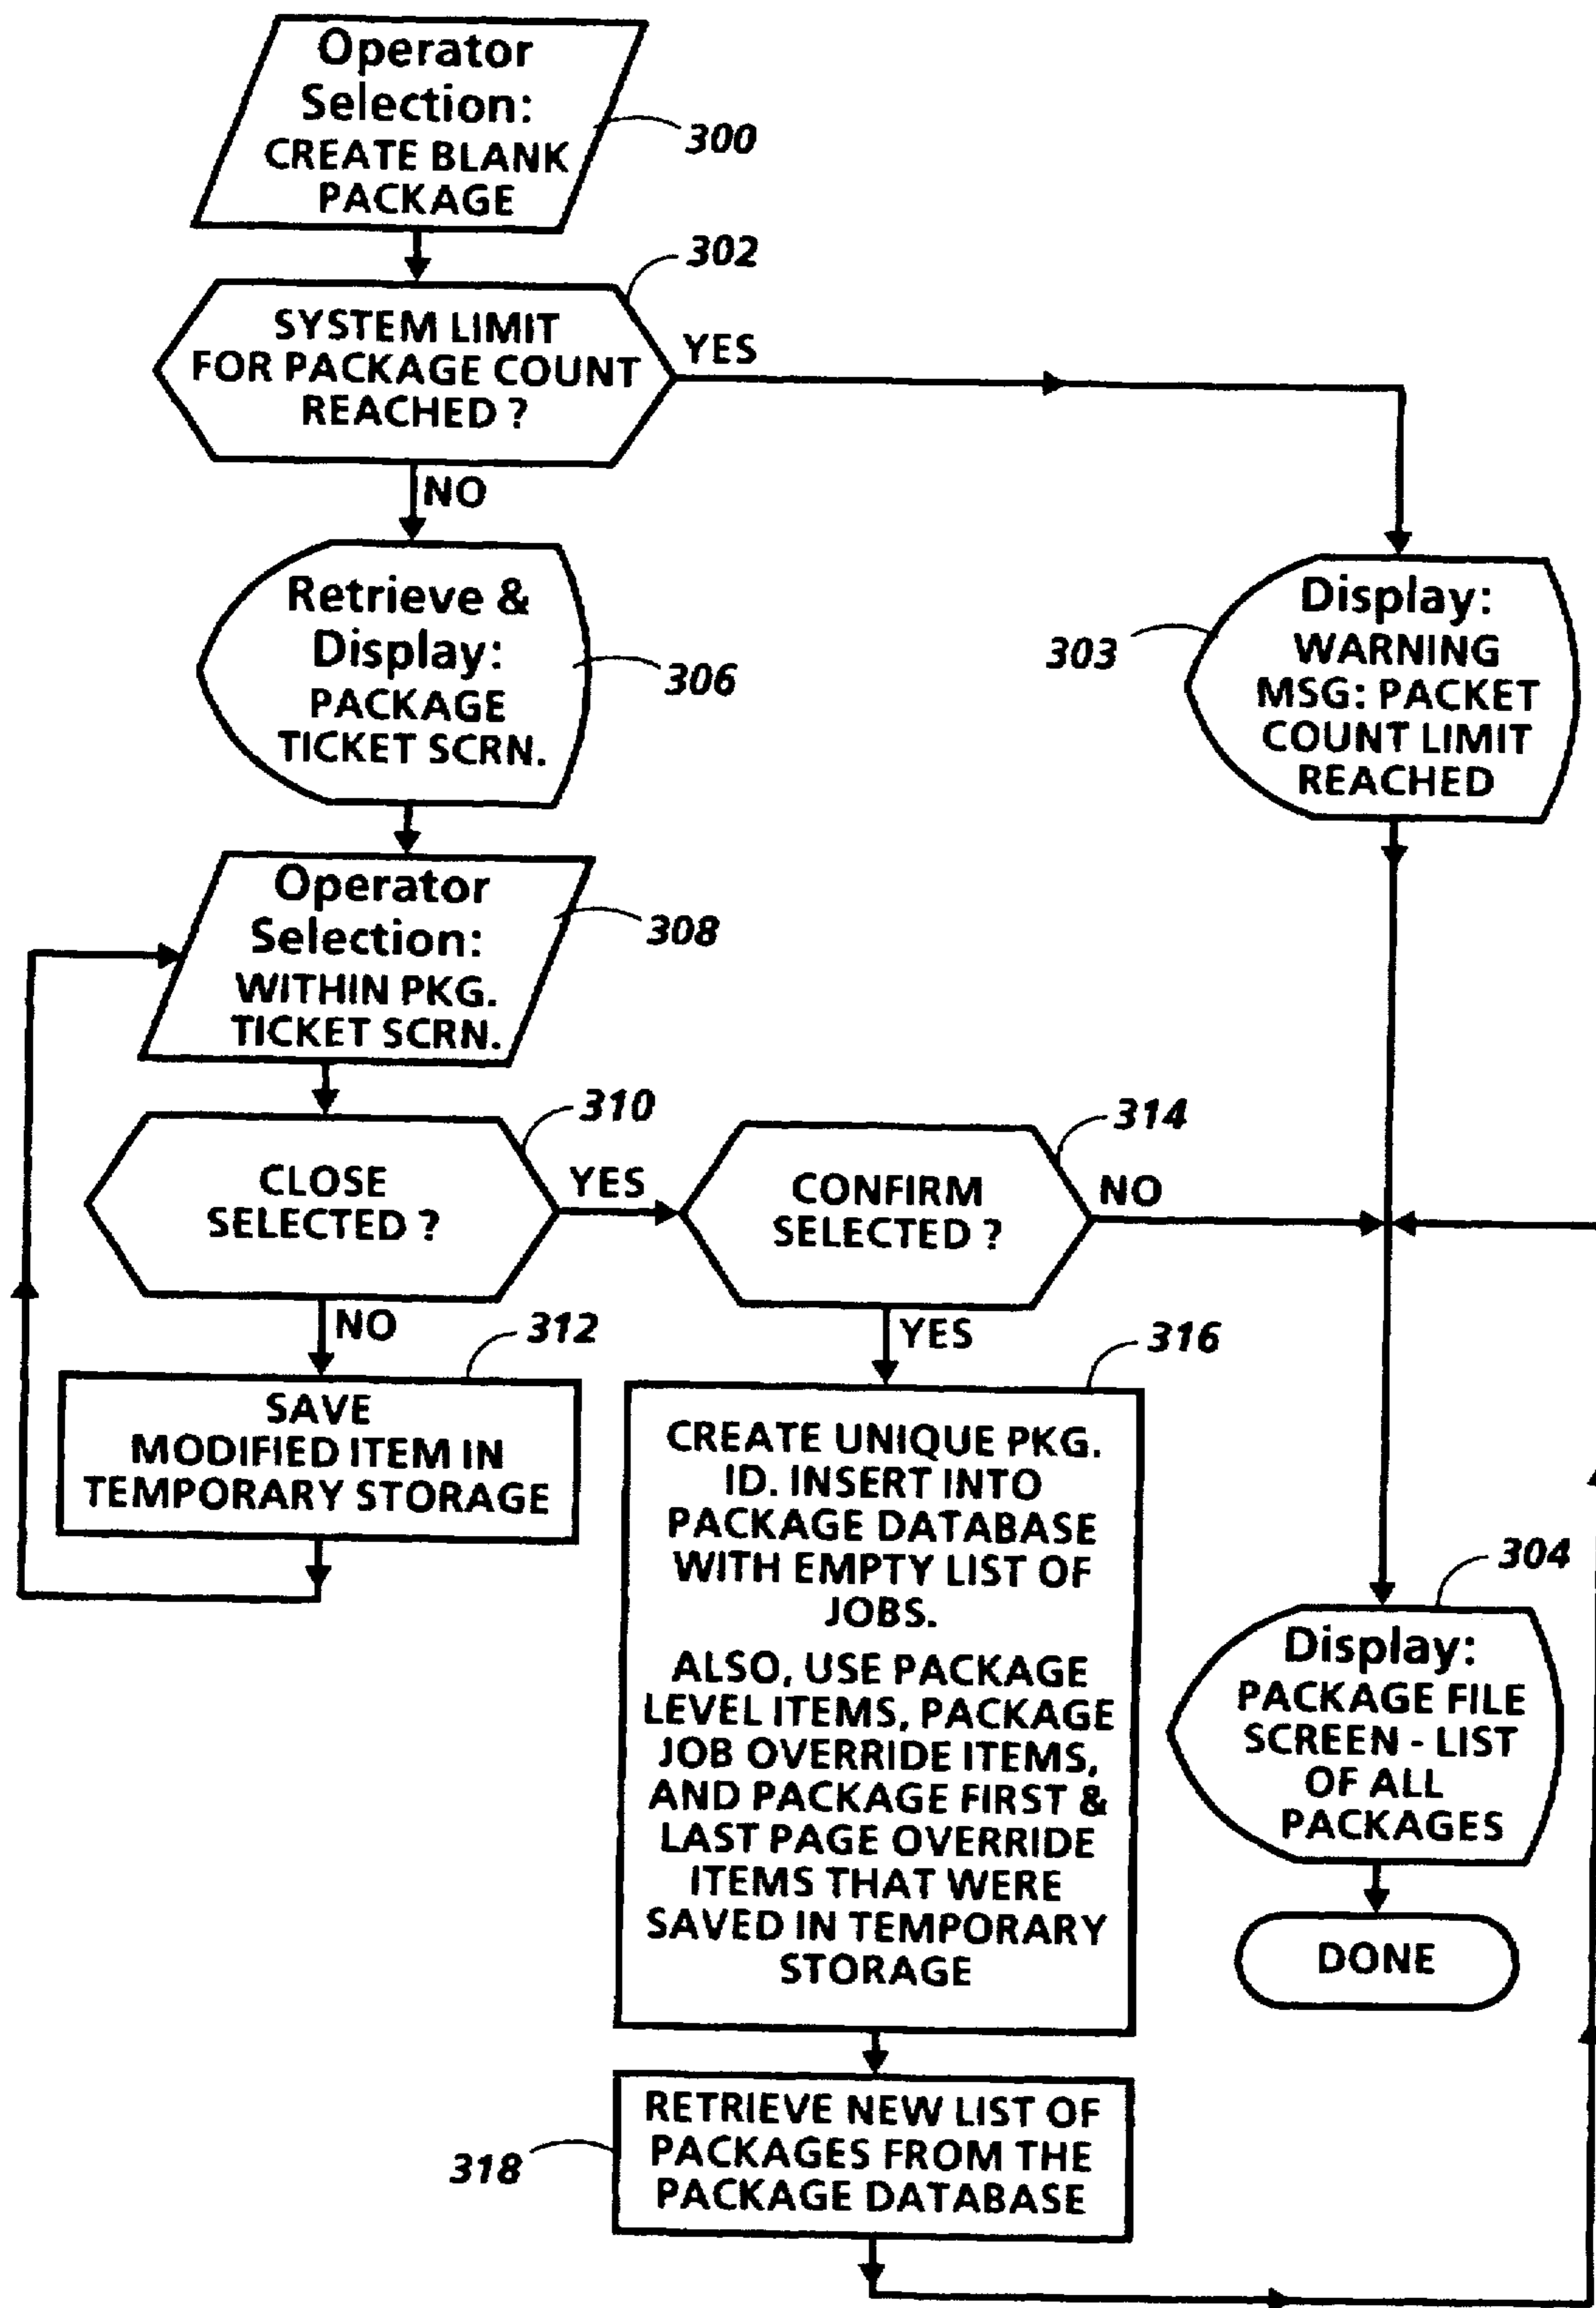 Operator
Selection:
CREATE BLANK
PACKAGE
300
302
SYSTEM LIMIT
FOR PACKAGE COUNT
REACHED ?
YES
NO
Retrieve &
Display:
PACKAGE
TICKET SCRN.
306
303
Display:
WARNING
MSG: PACKET
COUNT LIMIT
REACHED
Operator
Selection:
WITHIN PKG.
TICKET SCRN.
308
310
CLOSE
SELECTED ?
YES
NO
314
CONFIRM
SELECTED ?
NO
YES
312
SAVE
MODIFIED ITEM IN
TEMPORARY STORAGE
316
CREATE UNIQUE PKG.
ID. INSERT INTO
PACKAGE DATABASE
WITH EMPTY LIST OF
JOBS.
ALSO, USE PACKAGE
LEVEL ITEMS, PACKAGE
JOB OVERRIDE ITEMS,
AND PACKAGE FIRST &
LAST PAGE OVERRIDE
ITEMS THAT WERE
SAVED IN TEMPORARY
STORAGE
304
Display:
PACKAGE FILE
SCREEN - LIST
OF ALL
PACKAGES
DONE
318
RETRIEVE NEW LIST OF
PACKAGES FROM THE
PACKAGE DATABASE